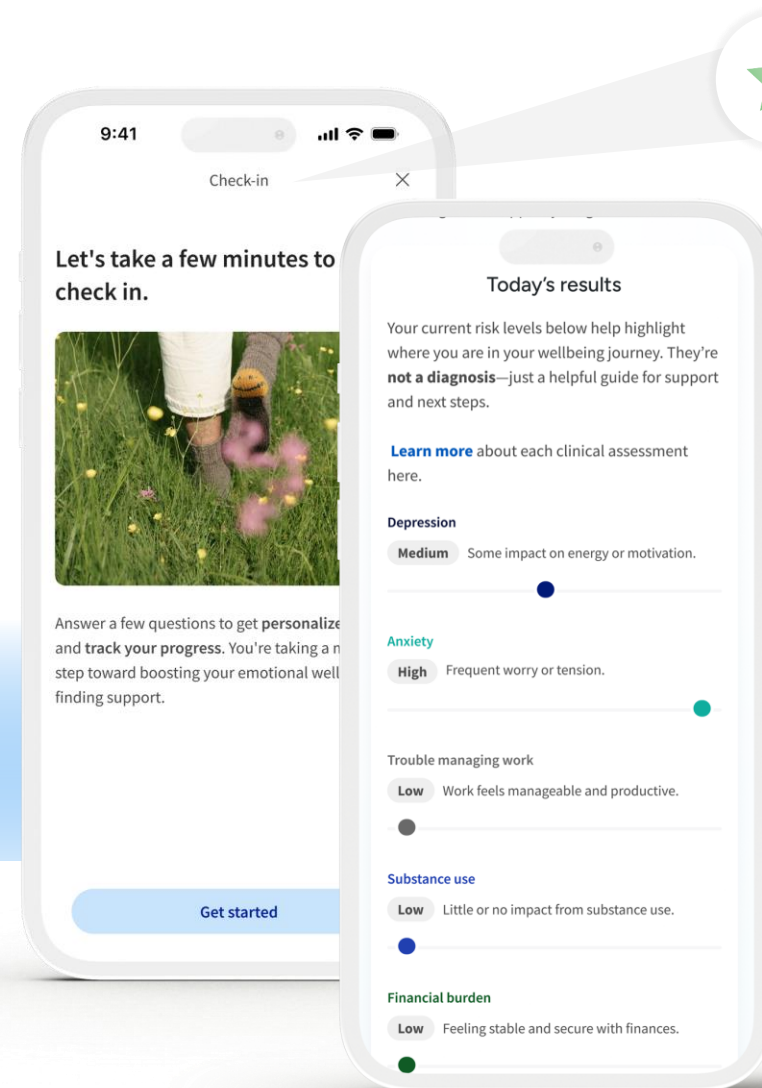 9:41
Check-in
Let's take a few minutes to
check in.
Answer a few questions to get
and track your progress. You're taking a
step toward boosting your emotional
finding support.
Get started
Today’s results
Your current risk levels below help highlight
where you are in your wellbeing journey. They’re
not a diagnosis—just a helpful guide for support
and next steps.
Learn more about each clinical assessment
here.
Depression
Medium Some impact on energy or motivation.
Anxiety
High Frequent worry or tension.
Trouble managing work
Low Work feels manageable and productive.
Substance use
Low Little or no impact from substance use.
Financial burden
Low Feeling stable and secure with finances.